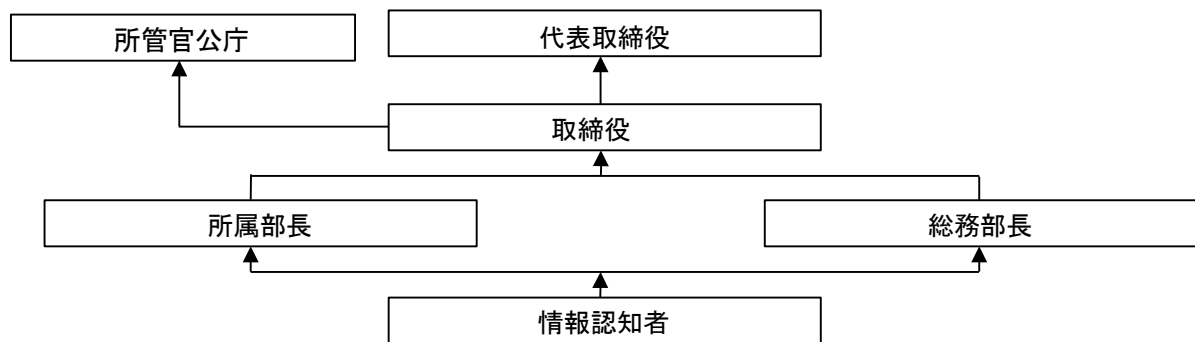 所管官公庁
代表取締役
取締役
所属部長
総務部長
情報認知者